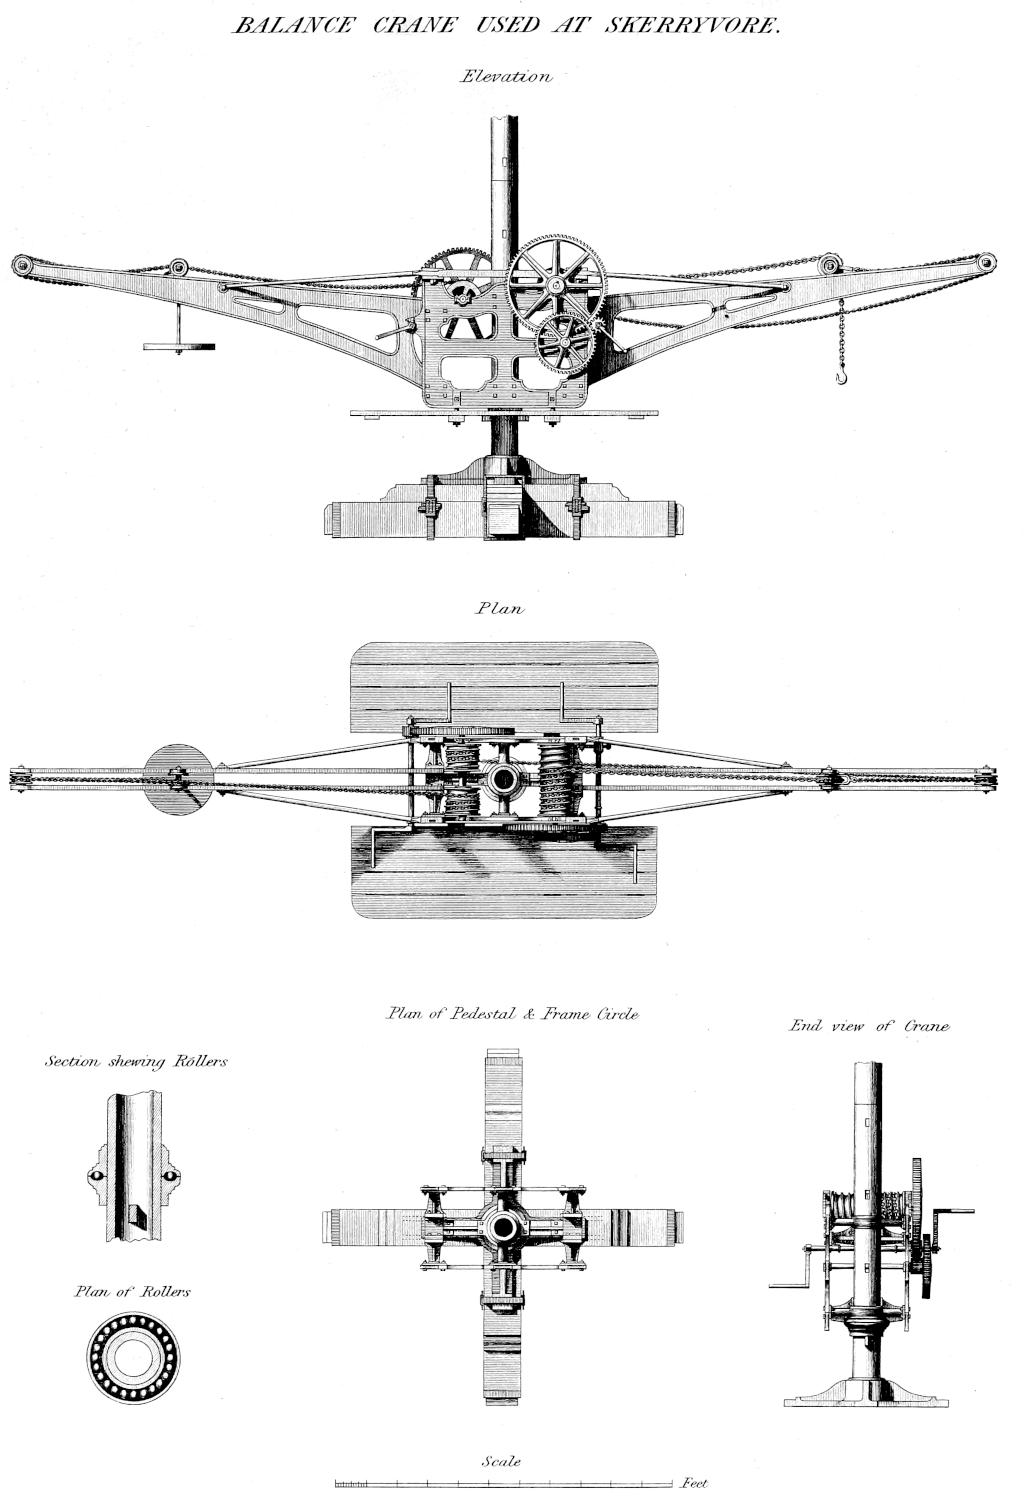 BALANCE CRANE USED AT SKERRYVORE.
Elevation
Plan
Plan of Pedestal & Frame Circle
End view of Crane
Section shewing Rollers
Plan of Rollers
Scale
Feet